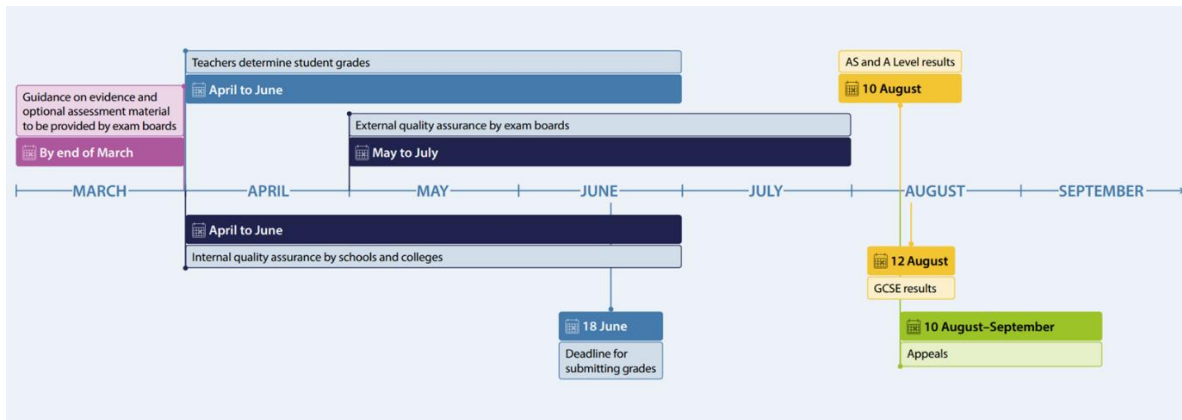 Teachers determine student grades
April to June
AS and A Level results
10 August
Guidance on evidence and
optional assessment material
to be provided by exam boards
By end of March
External quality assurance by exam boards
May to July
MARCH
APRIL
MAY
JUNE
JULY
AUGUST
SEPTEMBER
April to June
Internal quality assurance by schools and colleges
12 August
GCSE results
18 June
Deadline for
submitting grades
10 August–September
Appeals